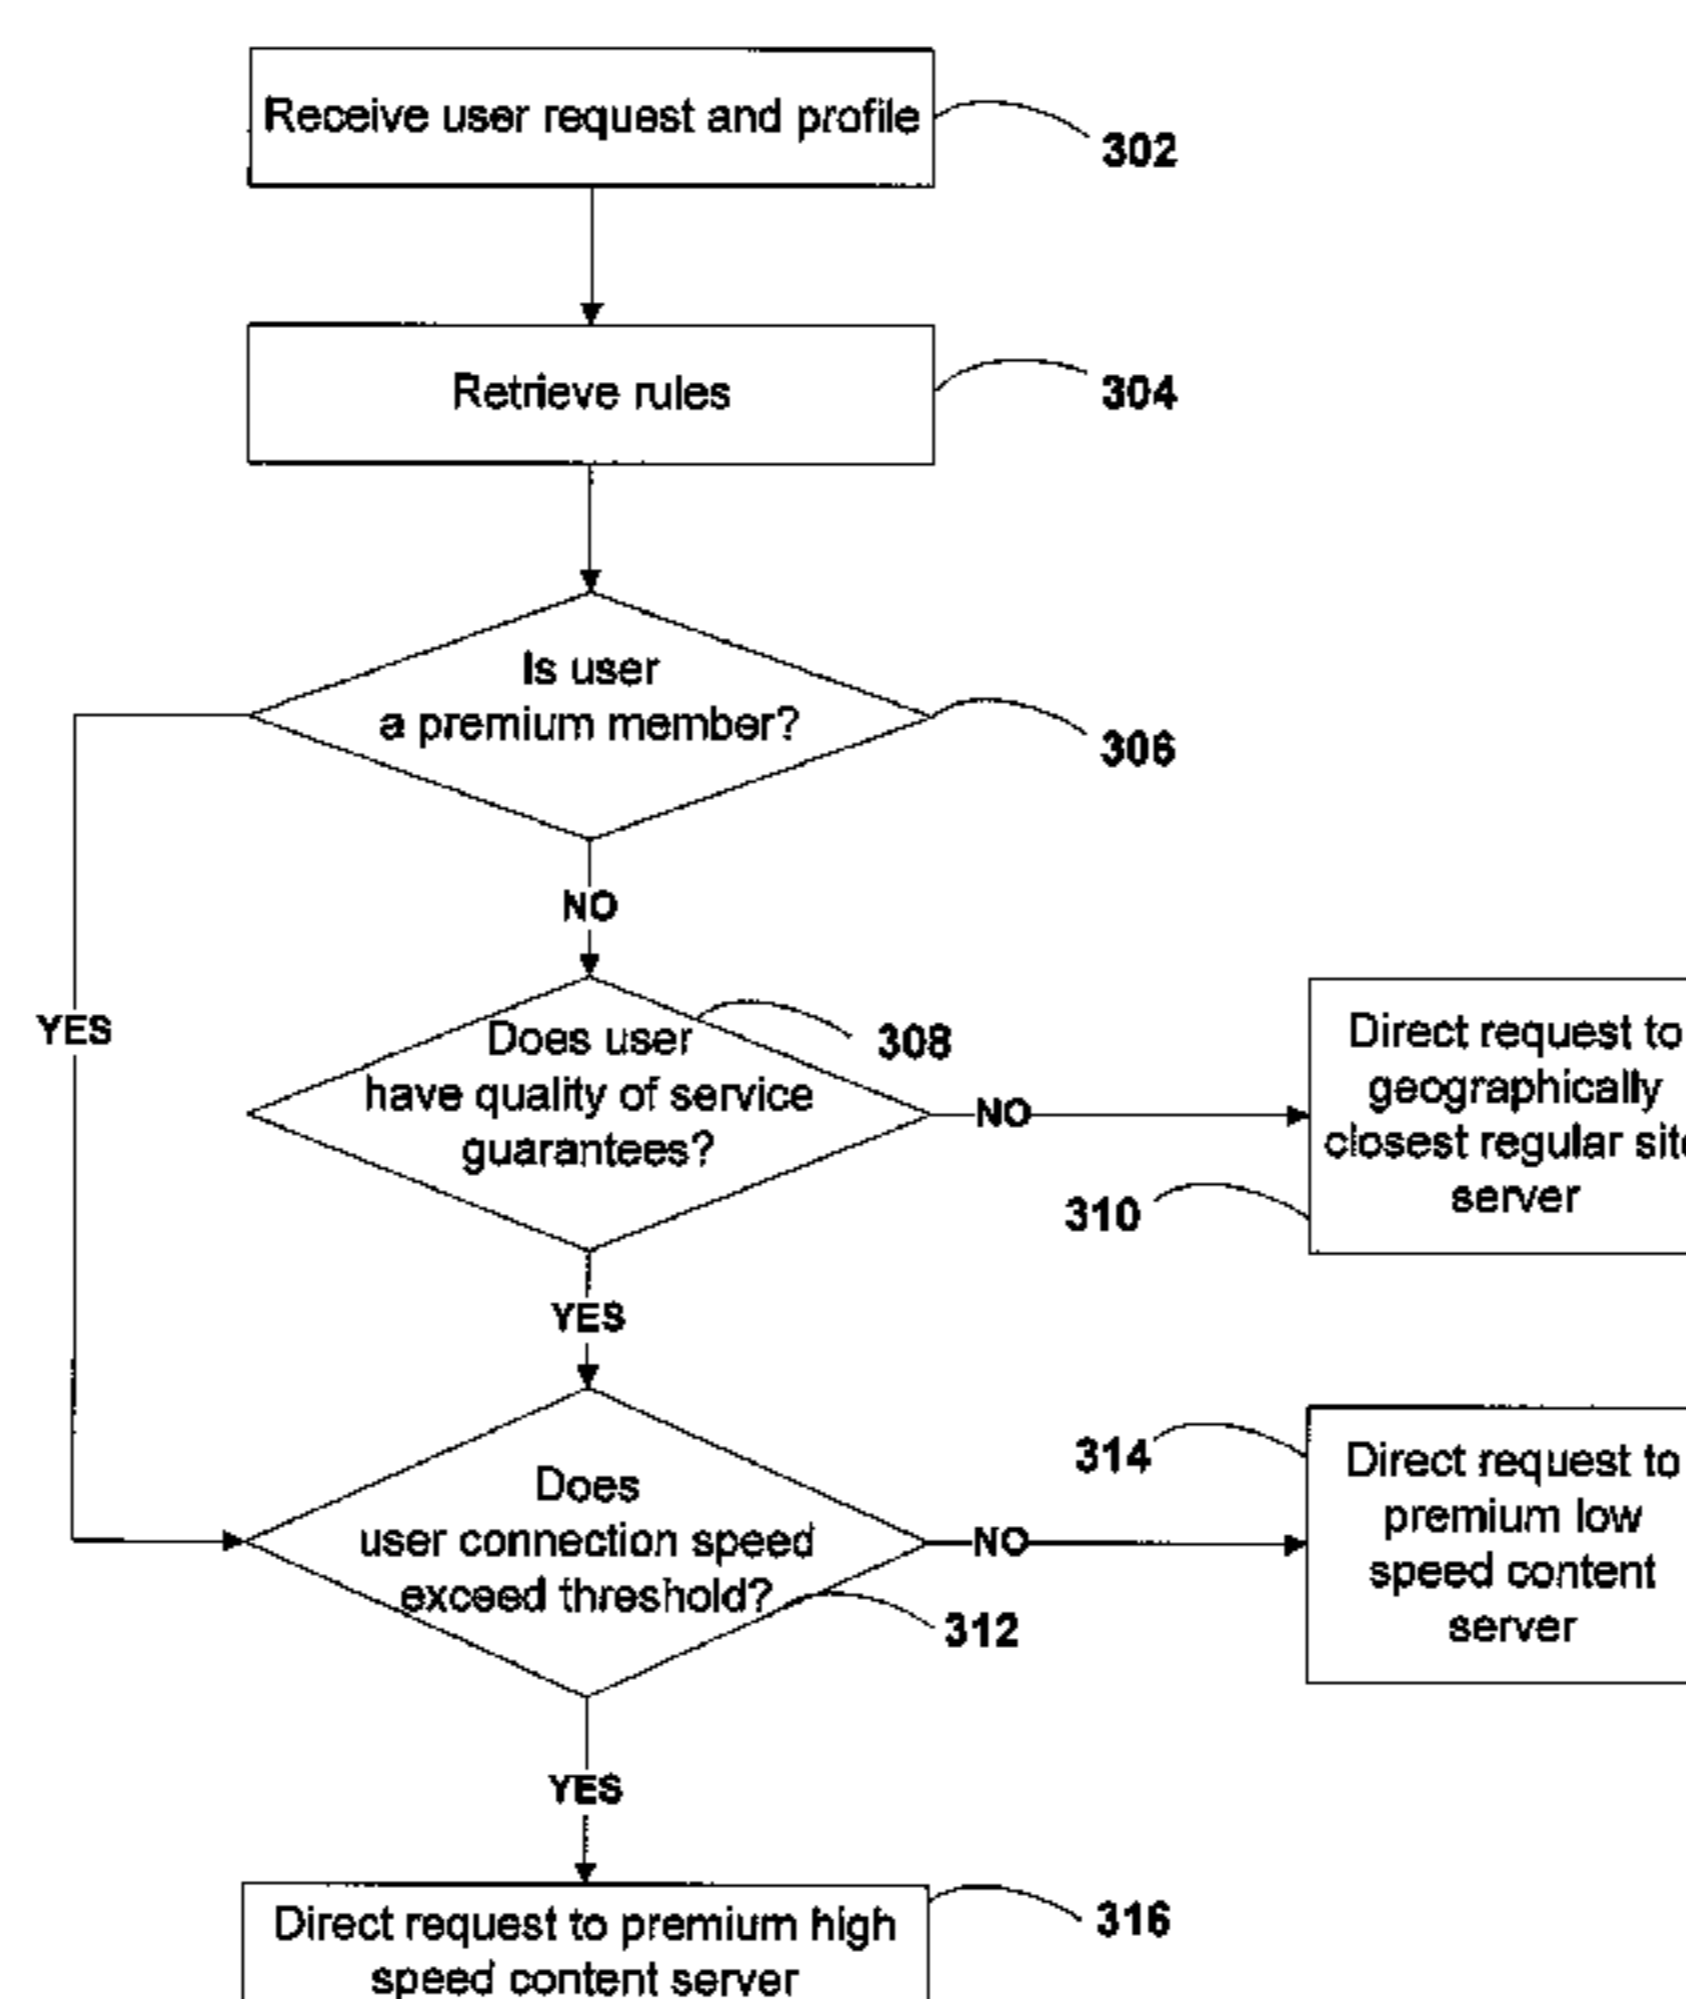 Receive user request and profile
302
Retrieve rules
304
Is user
a premium member?
306
NO
YES
Does user
have quality of service
guarantees?
308
NO
Direct request to
geographically
closest regular
server
310
YES
Does
user connection speed
exceed threshold?
312
NO
314
Direct request to
premium low
speed content
server
YES
Direct request to premium high
speed content server
316